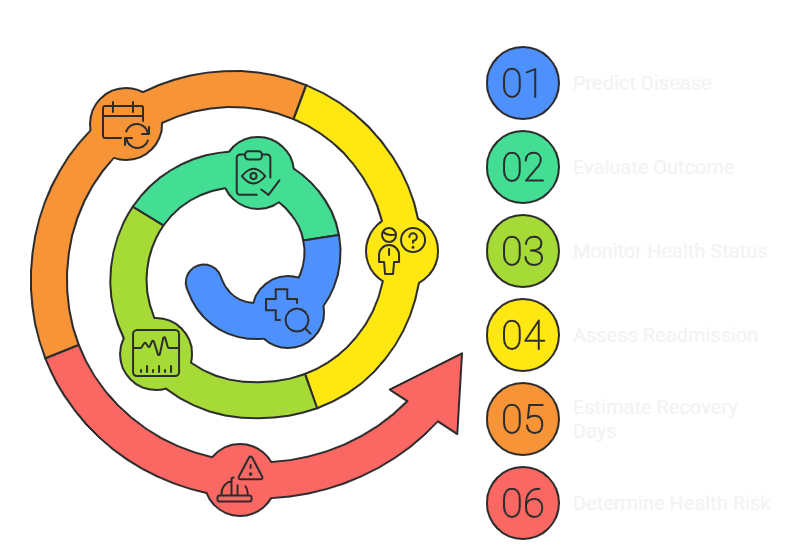 01
Predict Disease
02
Evaluate Outcome
03
Monitor Health Status
04
Assess Readmission
05
Estimate Recovery
Days
06
Determine Health Risk